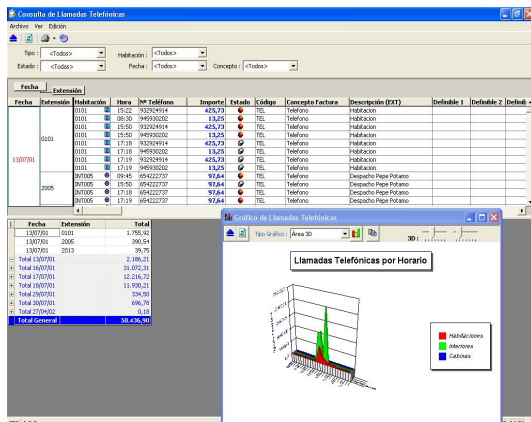 Consulta de Llamadas Telefónicas
Archivo Ver Edición
Tipo : <Todos> Habitación : <Todos>
Estado : <Todas> Fecha : <Todos> Concepto : <Todos>
Fecha Extensión
Fecha Extensión Habitación Hora Nº Teléfono Importe Estado Código Concepto Factura Descripción (EXT) Definible 1 Definible 2
0101 15:22 932924914 425,73 TEL Telefono Habitacion
0101 08:30 945930202 13,25 TEL Telefono Habitacion
0101 15:50 932924914 425,73 TEL Telefono Habitacion
0101 15:50 945930202 13,25 TEL Telefono Habitacion
0101 0101 17:18 932924914 425,73 TEL Telefono Habitacion
0101 17:18 945930202 13,25 TEL Telefono Habitacion
13/07/01 0101 17:19 932924914 425,73 TEL Telefono Habitacion
0101 17:19 945930202 13,25 TEL Telefono Habitacion
INT005 09:45 654222737 97,64 TEL Telefono Despacho Pepe Potamo
2005 INT005 15:50 654222737 97,64 TEL Telefono Despacho Pepe Potamo
INT005 17:18 654222737 97,64 TEL Telefono Despacho Pepe Potamo
INT005 17:19 654222737 97,64 TEL Telefono Despacho Pepe Potamo
1 Fecha Extensión Total
13/07/01 0101 1.755,92
13/07/01 2005 390,54
13/07/01 2013 39,75
Total 13/07/01 2.186,21
Total 16/07/01 31.072,31
Total 17/07/01 12.216,72
Total 18/07/01 11.930,21
Total 29/07/01 334,50
Total 30/07/01 696,78
Total 27/04/02 0,18
Total General 58.436,90
Gráfico de Llamadas Telefónicas
Tipo Gráfico : Área 3D 3D :
Llamadas Telefónicas por Horario
Habitaciones
Interiores
Cabinas